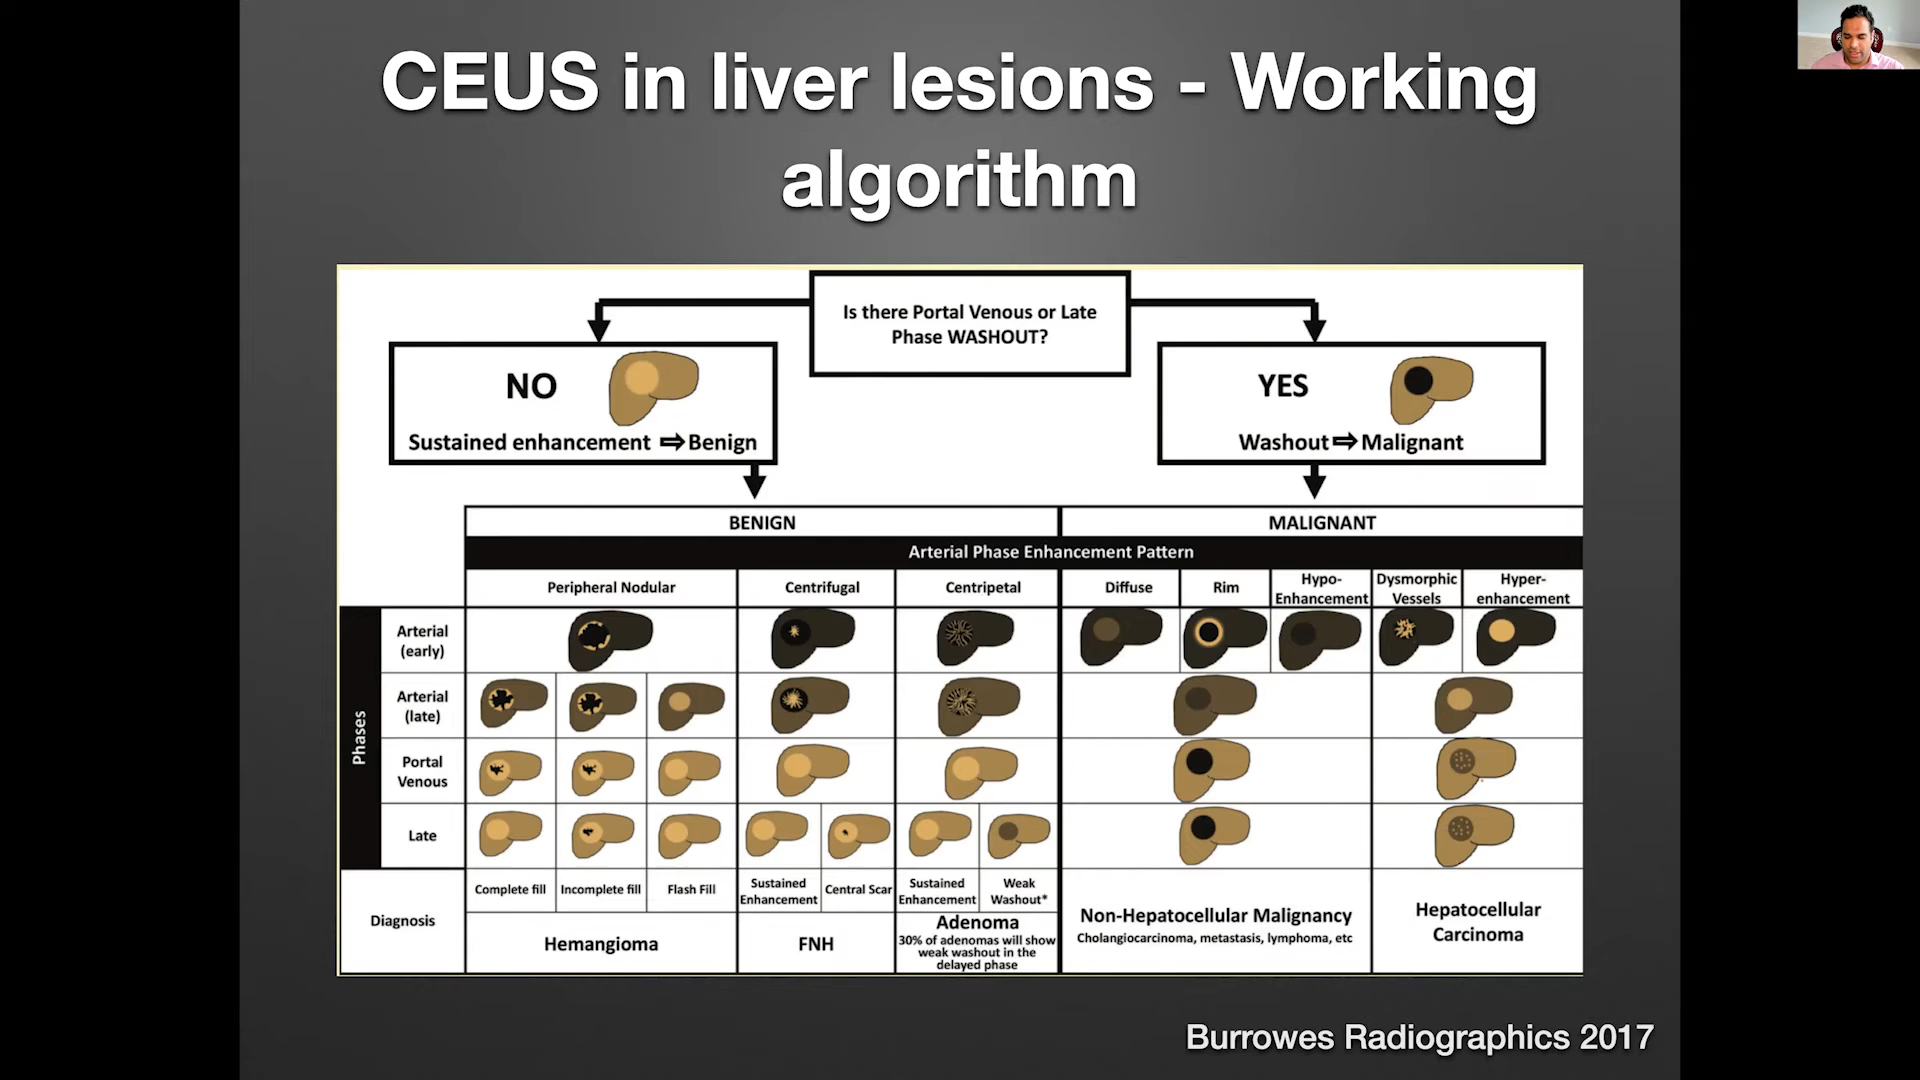 CEUS in liver lesions - Working
algorithm
Is there Portal Venous or Late
Phase WASHOUT?
NO
Sustained enhancement ⇨ Benign
YES
Washout ⇨ Malignant
BENIGN
MALIGNANT
Arterial Phase Enhancement Pattern
Peripheral Nodular
Centrifugal
Centripetal
Diffuse
Rim
Hypo-
Enhancement
Dysmorphic
Vessels
Hyper-
enhancement
Phases
Arterial
(early)
Arterial
(late)
Portal
Venous
Late
Diagnosis
Complete fill
Incomplete fill
Flash Fill
Sustained
Enhancement
Central Scar
Sustained
Enhancement
Weak
Washout*
Hemangioma
FNH
Adenoma
30% of adenomas will show
weak washout in the
delayed phase
Non-Hepatocellular Malignancy
Cholangiocarcinoma, metastasis, lymphoma, etc
Hepatocellular
Carcinoma
Burrowes Radiographics 2017